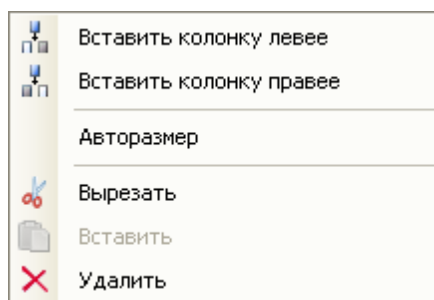 Вставить колонку левее
Вставить колонку правее
Авторазмер
Вырезать
Вставить
Удалить